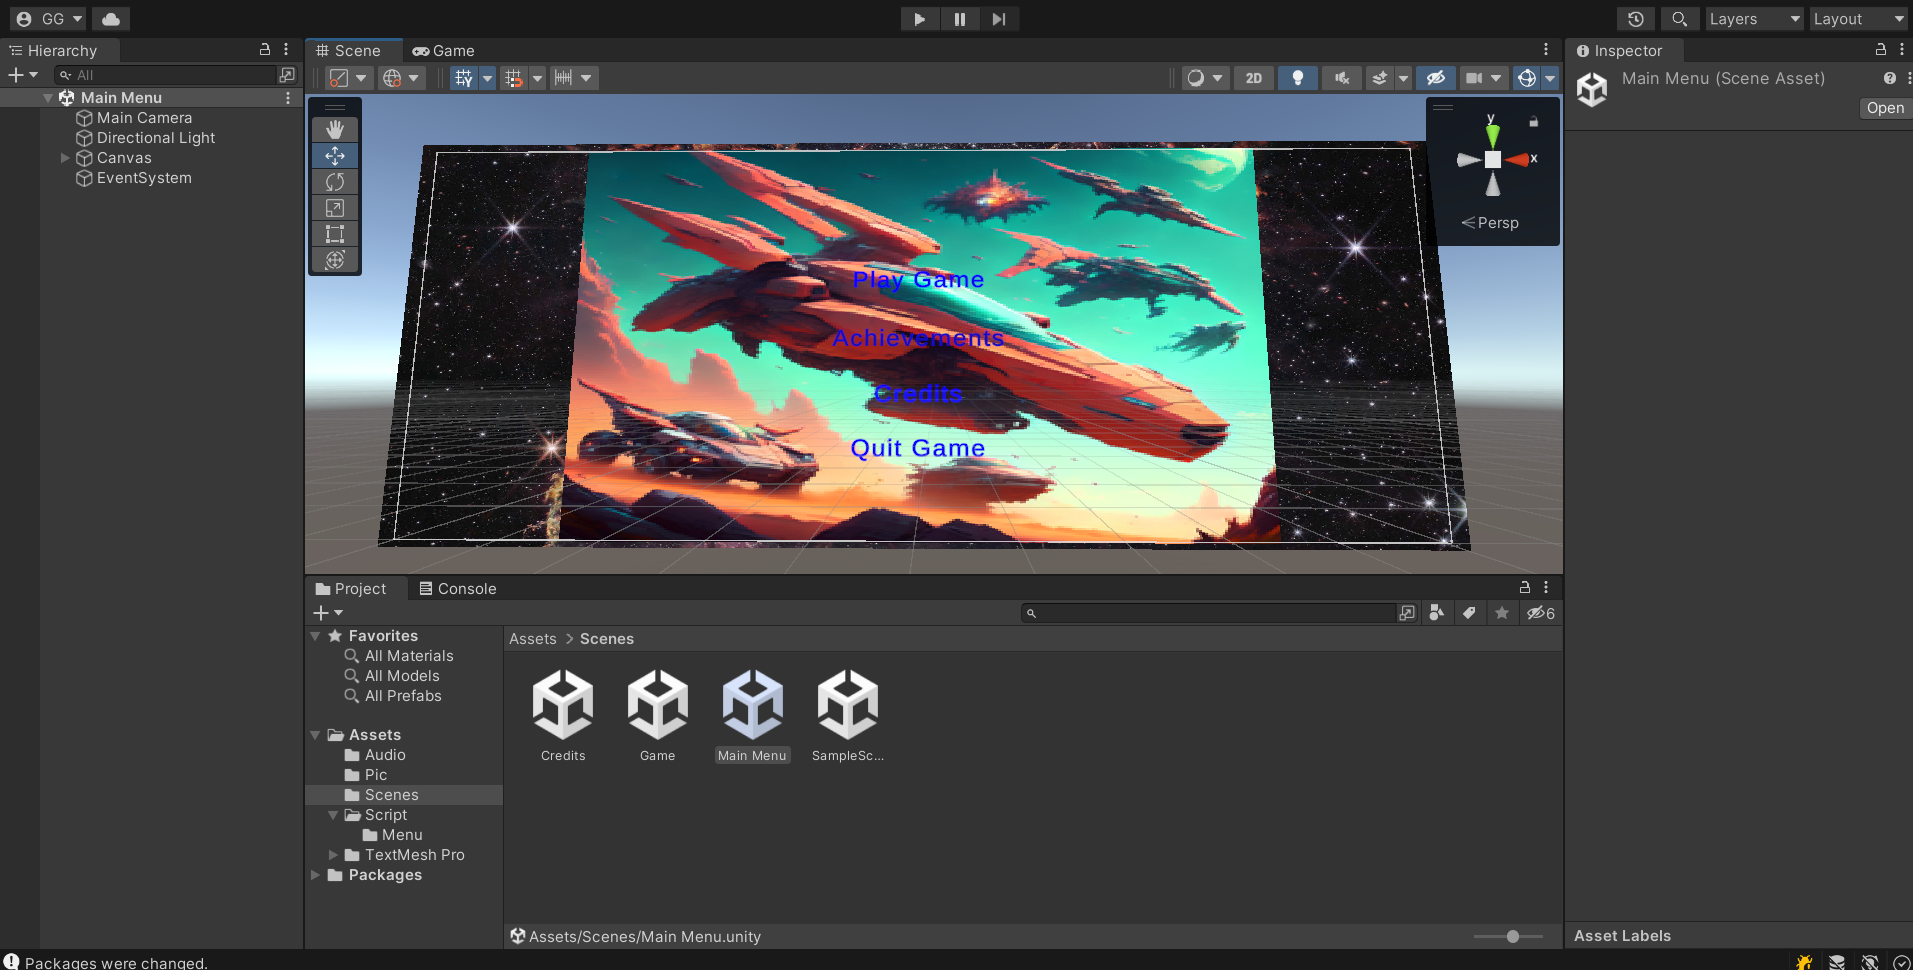 GG
Layers
Layout
Hierarchy
All
Main Menu
Main Camera
Directional Light
Canvas
EventSystem
Scene
Game
2D
y
x
Persp
Play Game
Achievements
Credits
Quit Game
Inspector
Main Menu (Scene Asset)
Open
Project
Console
6
Favorites
All Materials
All Models
All Prefabs
Assets
Audio
Pic
Scenes
Script
Menu
TextMesh Pro
Packages
Assets > Scenes
Credits
Game
Main Menu
SampleSc...
Assets/Scenes/Main Menu.unity
Asset Labels
Packages were changed.